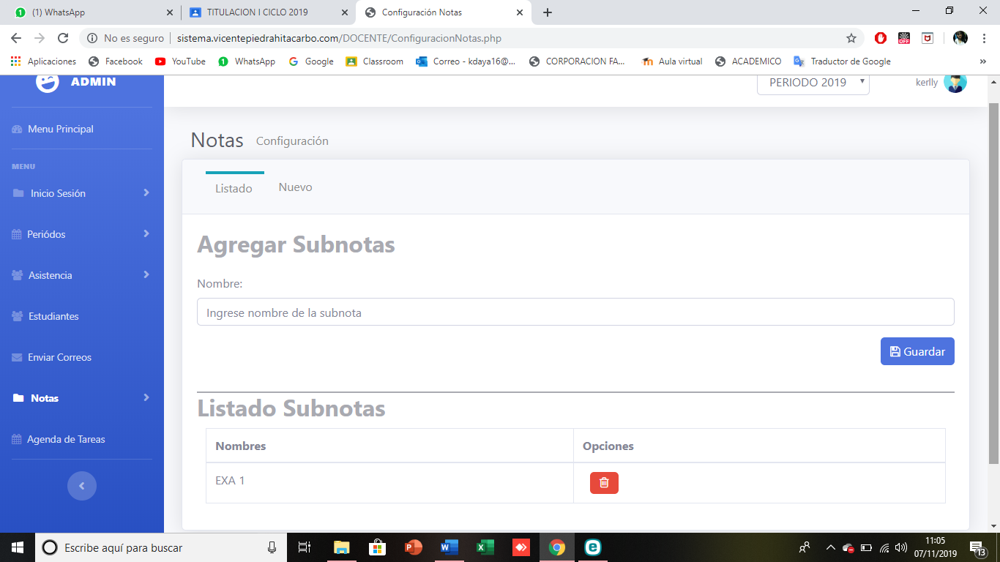 (1) WhatsApp
TITULACION I CICLO 2019
Configuración Notas
No es seguro
sistema.vicentepiedrahitacarbo.com/DOCENTE/ConfiguracionNotas.php
Aplicaciones
Facebook
YouTube
WhatsApp
Google
Classroom
Correo - kdaya16@...
CORPORACION FA...
Aula virtual
ACADEMICO
Traductor de Google
»
ADMIN
PERIODO 2019
kerlly
Menu Principal
MENU
Inicio Sesión
Periódos
Asistencia
Estudiantes
Enviar Correos
Notas
Agenda de Tareas
Notas Configuración
Listado
Nuevo
Agregar Subnotas
Nombre:
Ingrese nombre de la subnota
Guardar
Listado Subnotas
Nombres
Opciones
EXA 1
Escribe aquí para buscar
11:05
07/11/2019
13